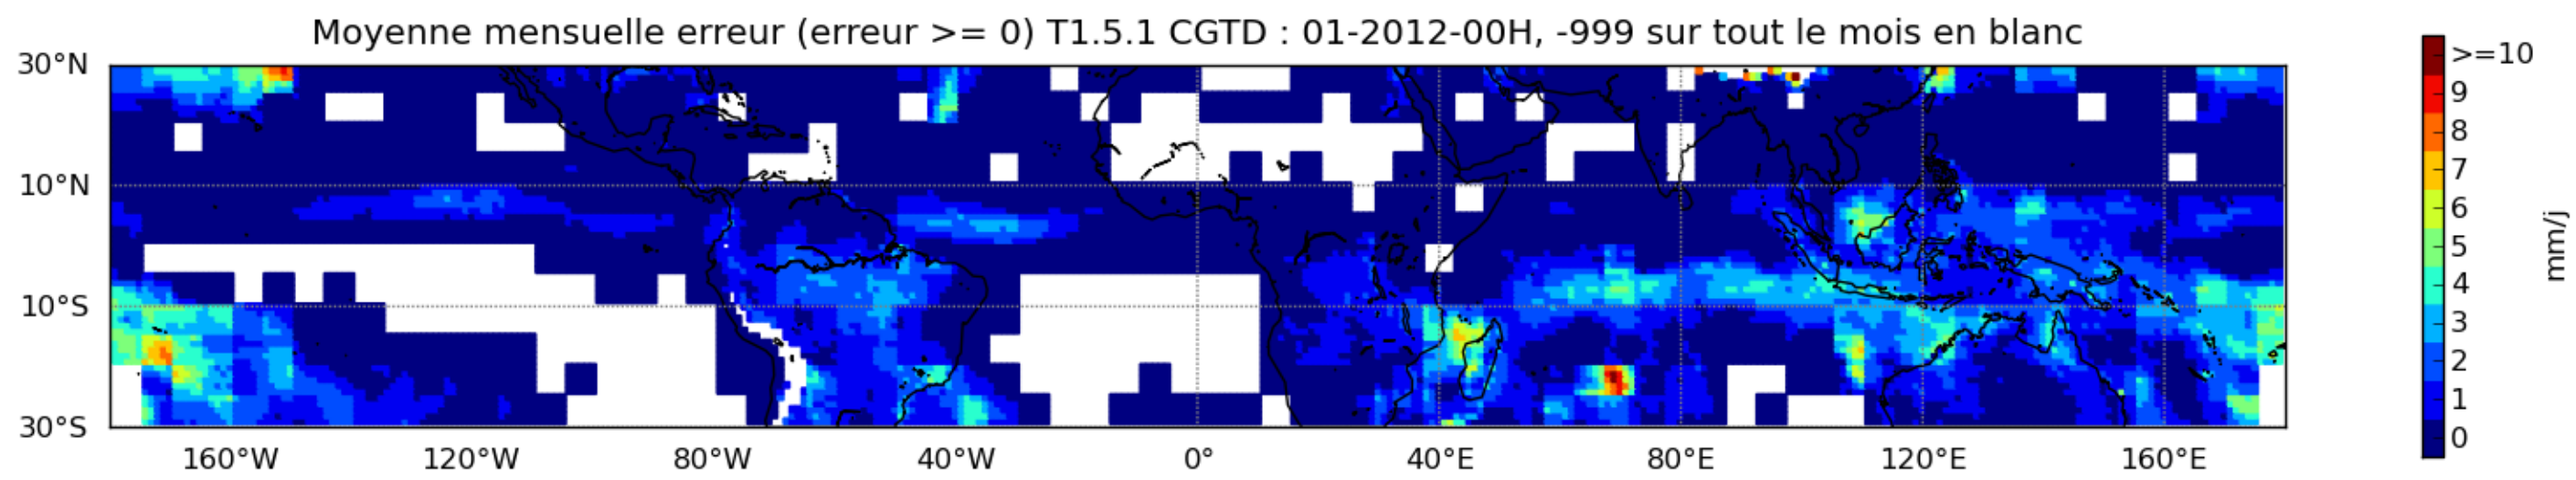 Moyenne mensuelle erreur (erreur >= 0) T1.5.1 CGTD : 01-2012-00H, -999 sur tout le mois en blanc
30°N
10°N
10°S
30°S
160°W 120°W 80°W 40°W 0° 40°E 80°E 120°E 160°E
>=10
9
8
7
6
5
4
3
2
1
0
mm/j